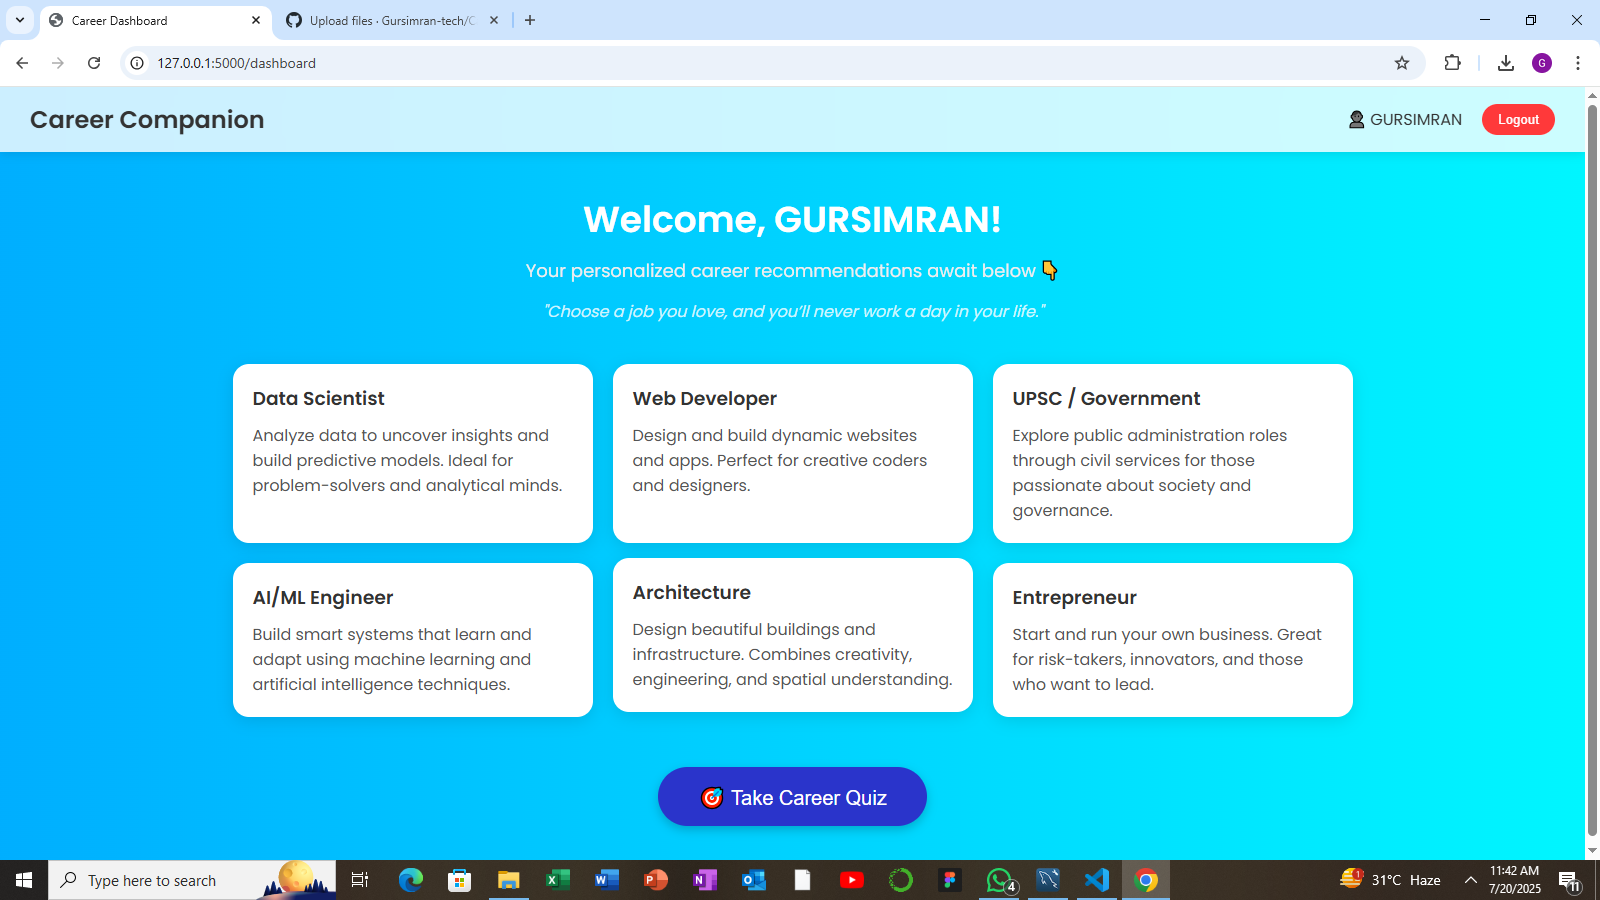 Career Dashboard
Upload files · Gursimran-tech/C
127.0.0.1:5000/dashboard
G
Career Companion
GURSIMRAN
Logout
Welcome, GURSIMRAN!
Your personalized career recommendations await below
"Choose a job you love, and you’ll never work a day in your life."
Data Scientist
Analyze data to uncover insights and
build predictive models. Ideal for
problem-solvers and analytical minds.
Web Developer
Design and build dynamic websites
and apps. Perfect for creative coders
and designers.
UPSC / Government
Explore public administration roles
through civil services for those
passionate about society and
governance.
AI/ML Engineer
Build smart systems that learn and
adapt using machine learning and
artificial intelligence techniques.
Architecture
Design beautiful buildings and
infrastructure. Combines creativity,
engineering, and spatial understanding.
Entrepreneur
Start and run your own business. Great
for risk-takers, innovators, and those
who want to lead.
Take Career Quiz
Type here to search
4
1
31°C Haze
11:42 AM
7/20/2025
11